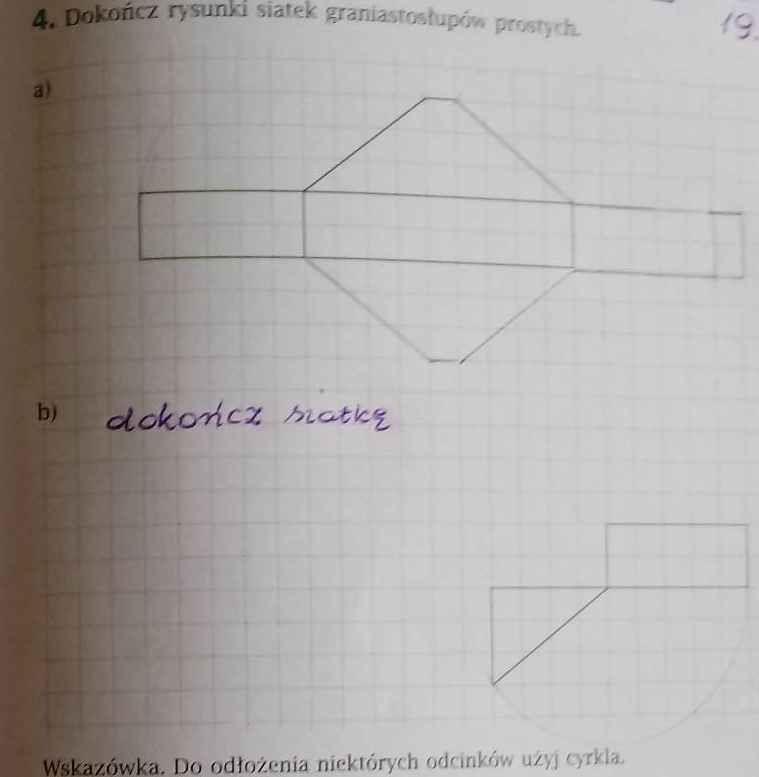 4. Dokończ rysunki siatek graniastosłupów prostych.
19.
a)
b) dokończ siatkę
Wskazówka. Do odłożenia niektórych odcinków użyj cyrkla.